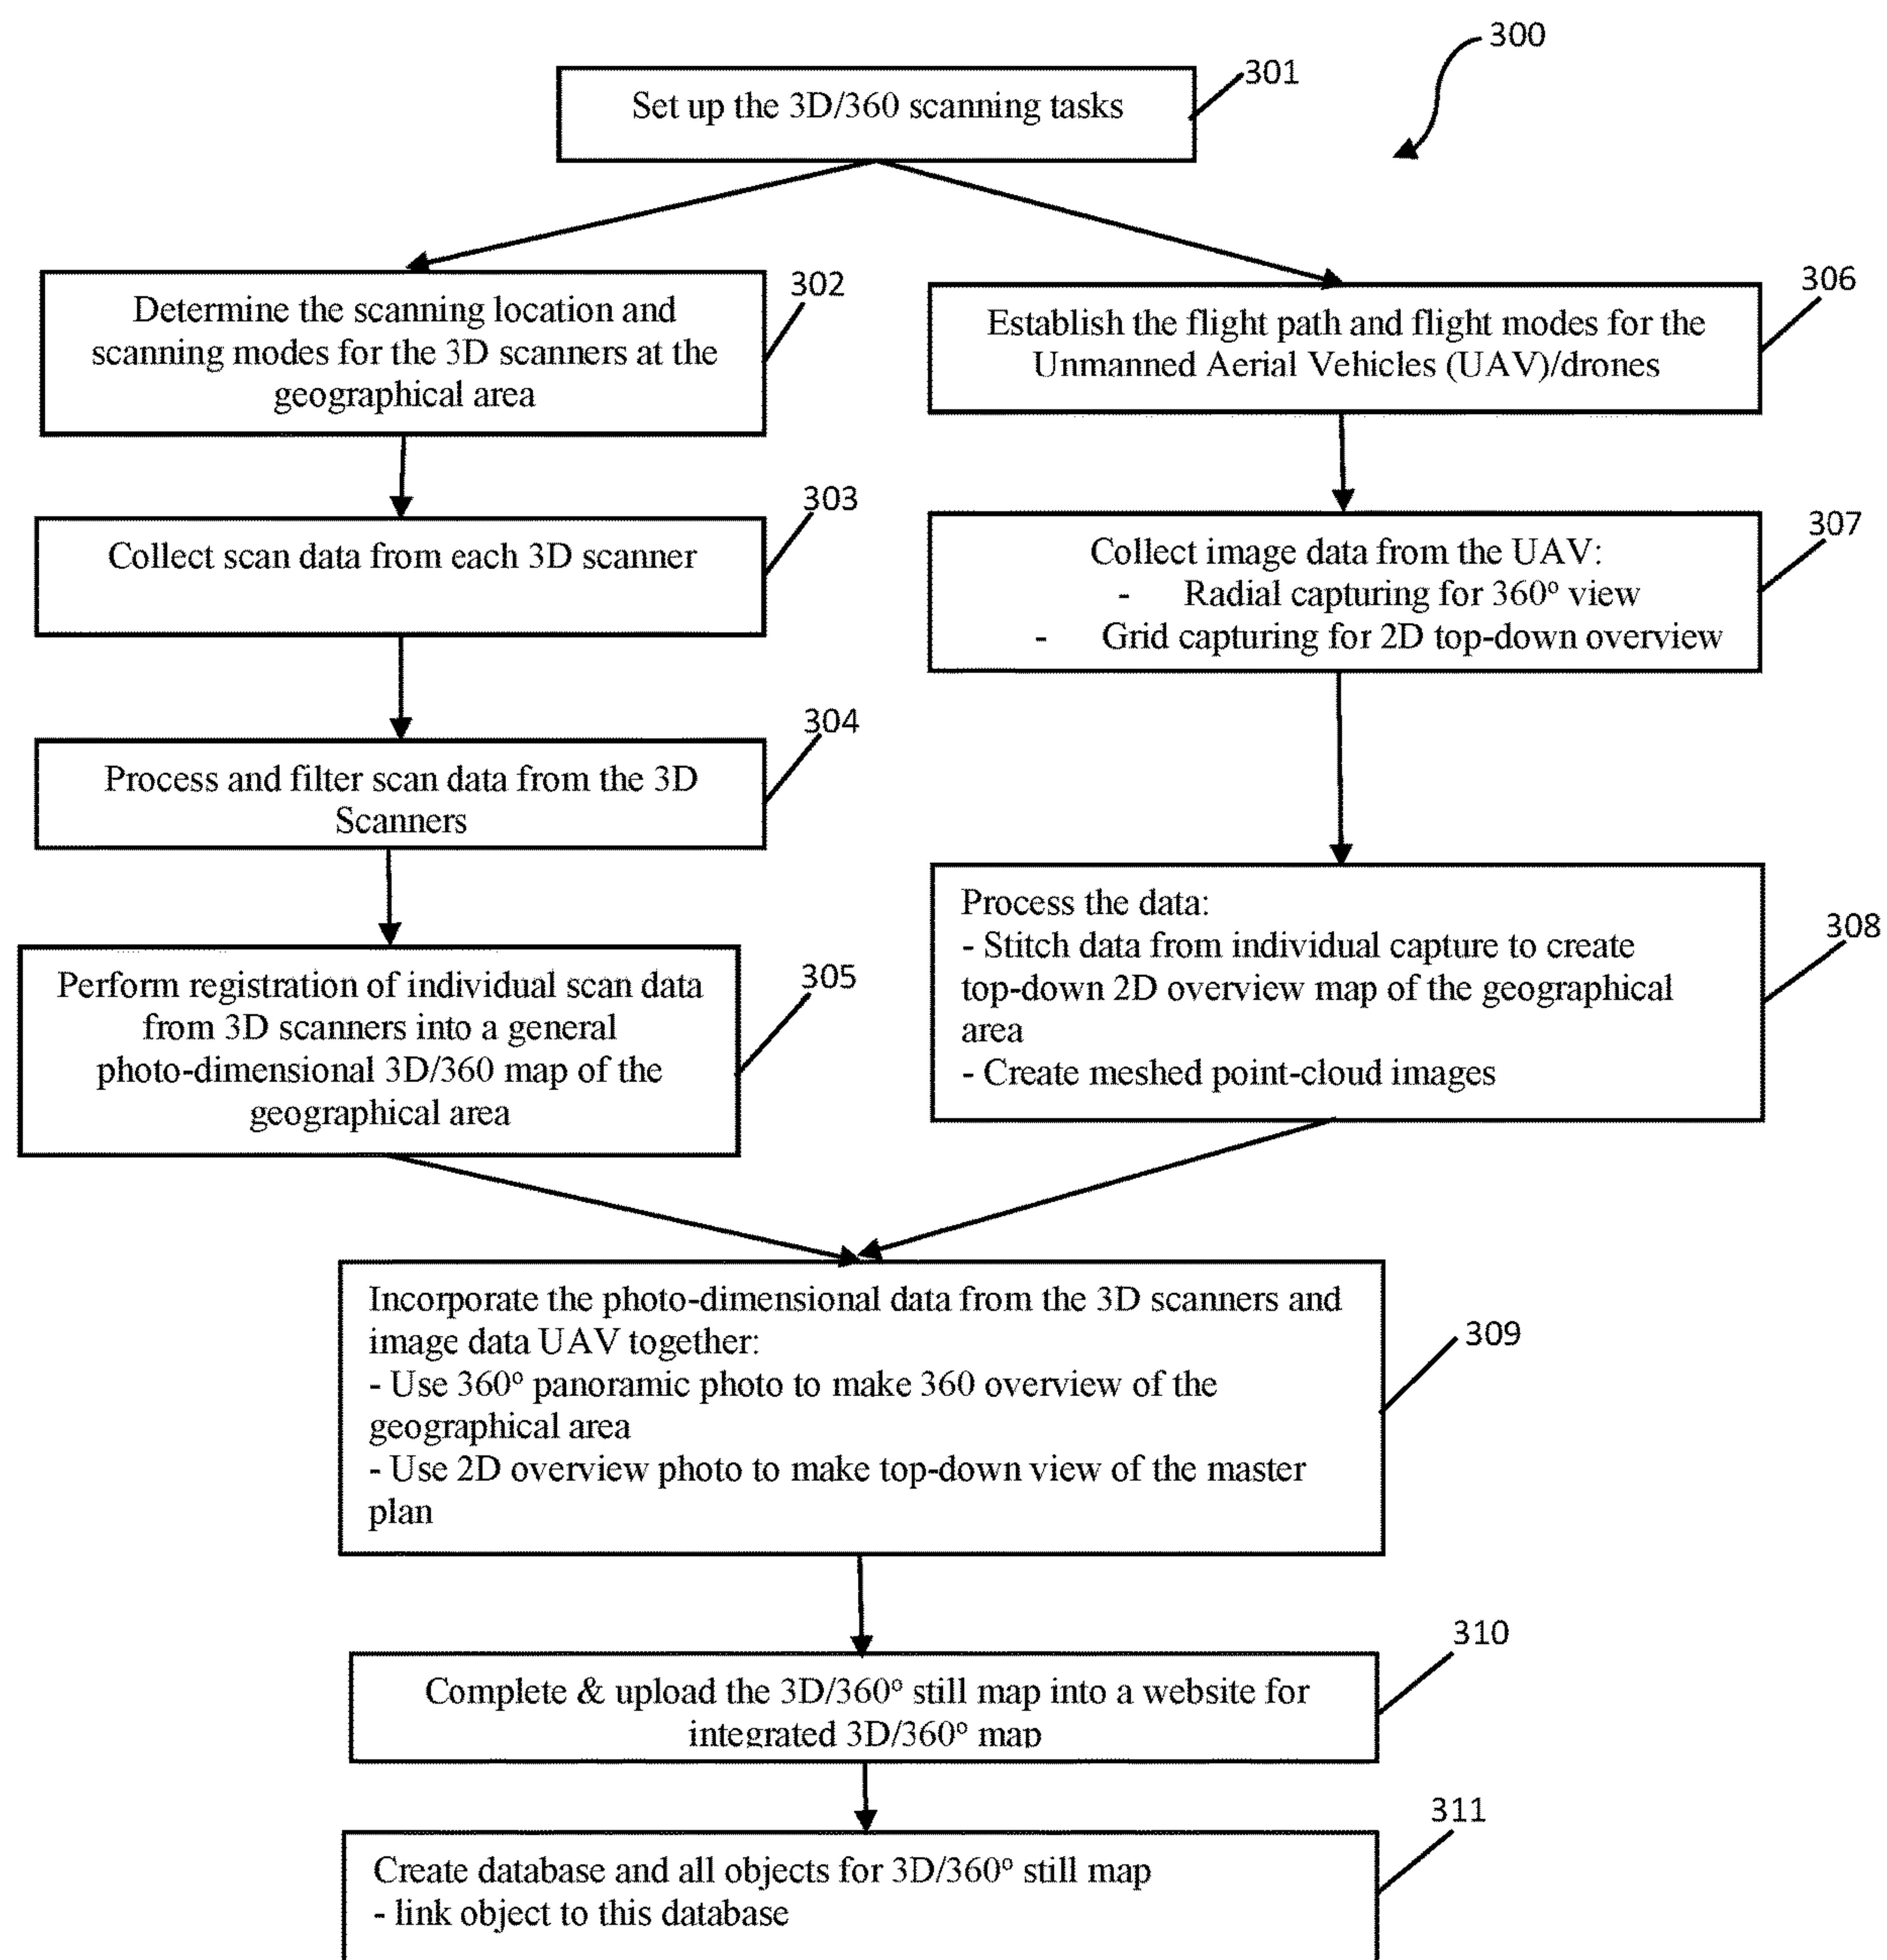 300
301
Set up the 3D/360 scanning tasks
302
Determine the scanning location and
scanning modes for the 3D scanners at the
geographical area
306
Establish the flight path and flight modes for the
Unmanned Aerial Vehicles (UAV)/drones
303
Collect scan data from each 3D scanner
307
Collect image data from the UAV:
- Radial capturing for 360º view
- Grid capturing for 2D top-down overview
304
Process and filter scan data from the 3D
Scanners
308
Process the data:
- Stitch data from individual capture to create
top-down 2D overview map of the geographical
area
- Create meshed point-cloud images
305
Perform registration of individual scan data
from 3D scanners into a general
photo-dimensional 3D/360 map of the
geographical area
309
Incorporate the photo-dimensional data from the 3D scanners and
image data UAV together:
- Use 360º panoramic photo to make 360 overview of the
geographical area
- Use 2D overview photo to make top-down view of the master
plan
310
Complete & upload the 3D/360º still map into a website for
integrated 3D/360º map
311
Create database and all objects for 3D/360º still map
- link object to this database